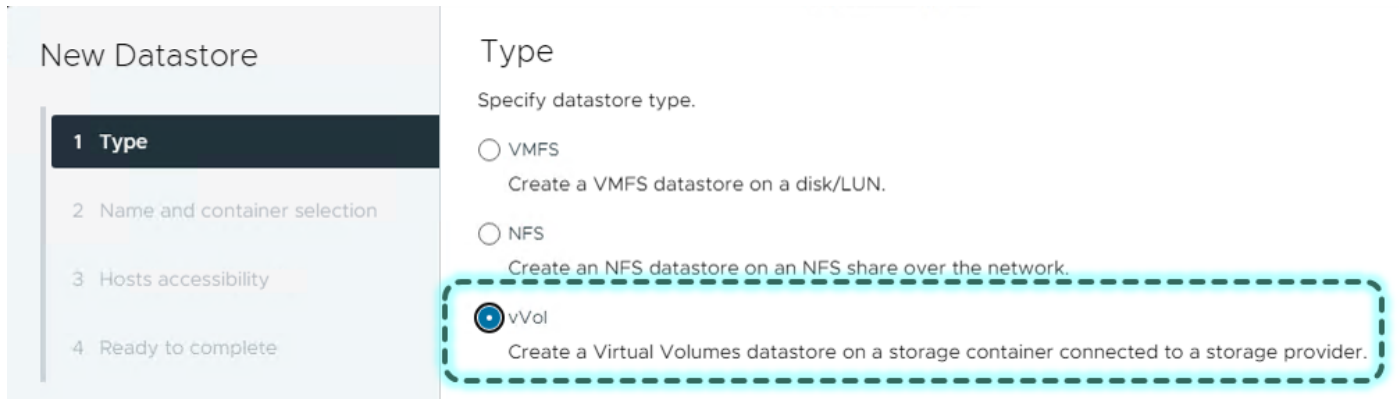 New Datastore
1 Type
2 Name and container selection
3 Hosts accessibility
4 Ready to complete
Type
Specify datastore type.
VMFS
Create a VMFS datastore on a disk/LUN.
NFS
Create an NFS datastore on an NFS share over the network.
vVol
Create a Virtual Volumes datastore on a storage container connected to a storage provider.